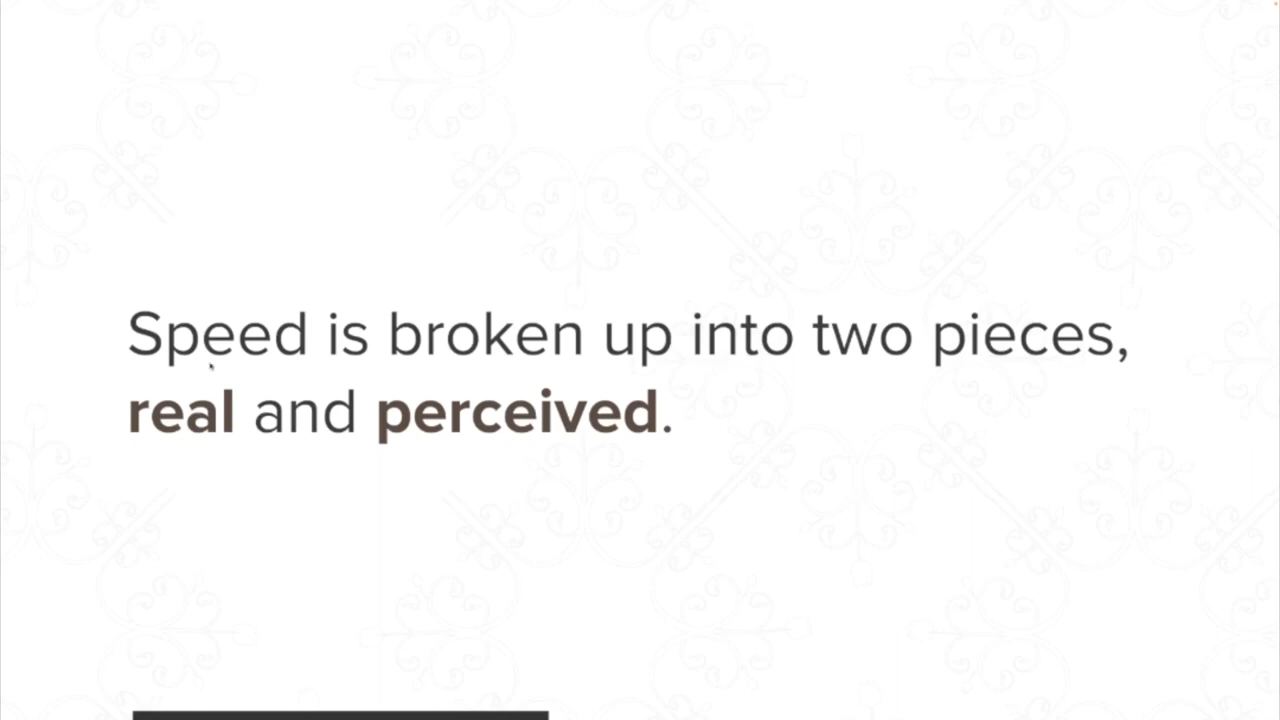 Speed is broken up into two pieces,
real and perceived.